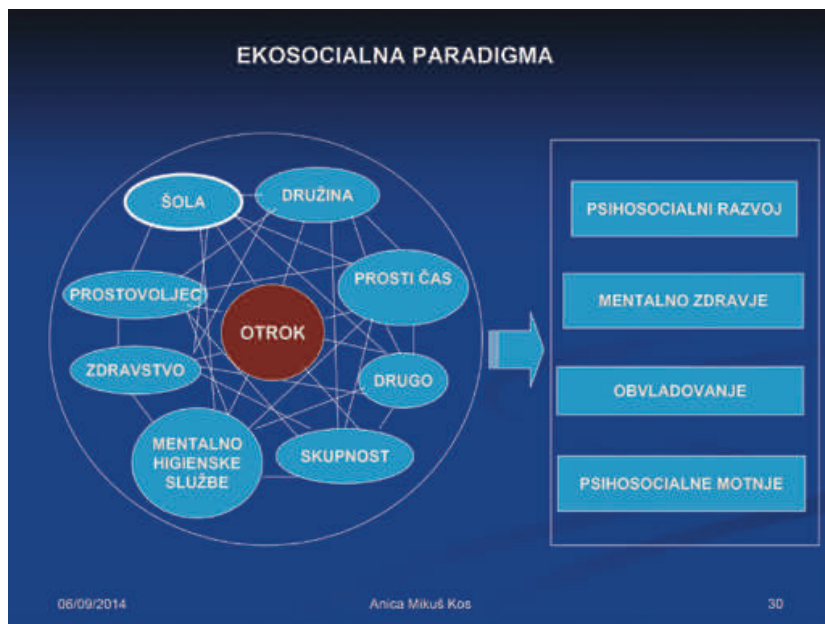 EKOSOCIALNA PARADIGMA
ŠOLA
DRUŽINA
PROSTOVOLJEC
PROSTI ČAS
OTROK
ZDRAVSTVO
DRUGO
MENTALNO
HIGIENSKE
SLUŽBE
SKUPNOST
PSIHOSOCIALNI RAZVOJ
MENTALNO ZDRAVJE
OBVLADOVANJE
PSIHOSOCIALNE MOTNJE
06/09/2014
Anica Mikuš Kos
30